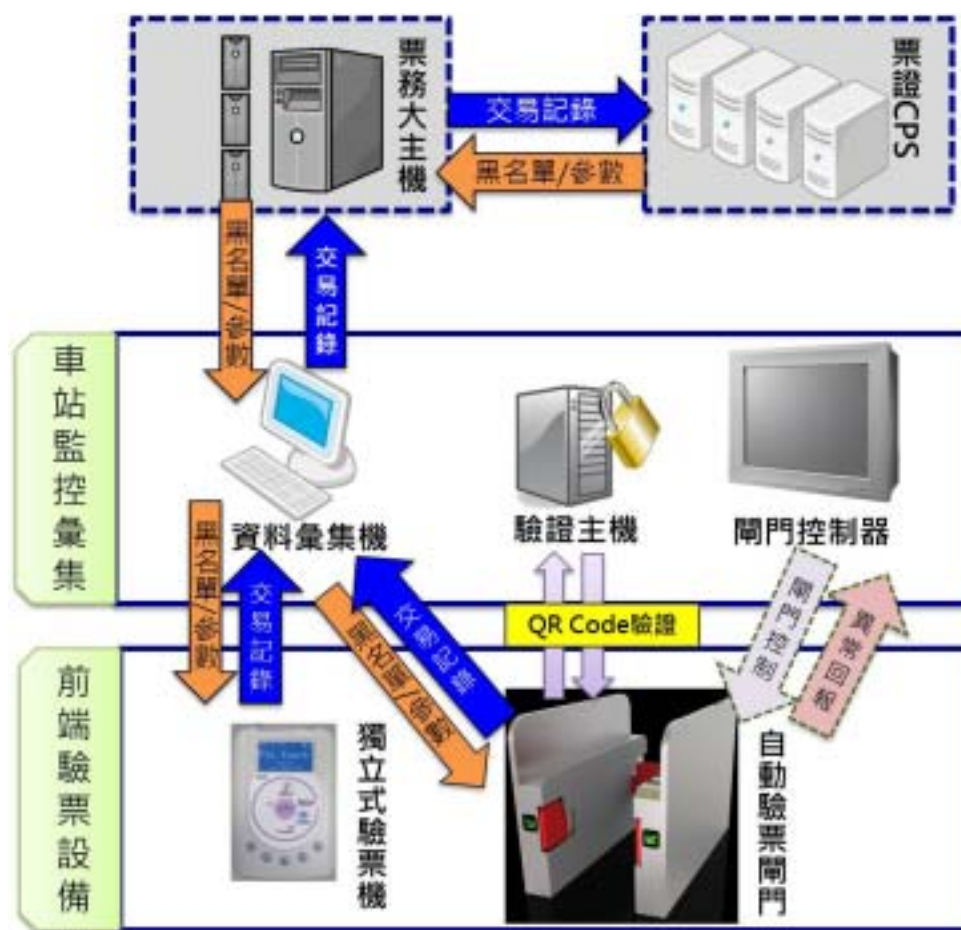 票務大主機
交易記錄
黑名單/參數
票證CPS
黑名單/參數
交易記錄
車站監控彙集
資料彙集機
驗證主機
閘門控制器
黑名單/參數
交易記錄
黑名單/參數
交易記錄
QR Code驗證
閘門控制
異常回報
前端驗票設備
獨立式驗票機
自動驗票閘門